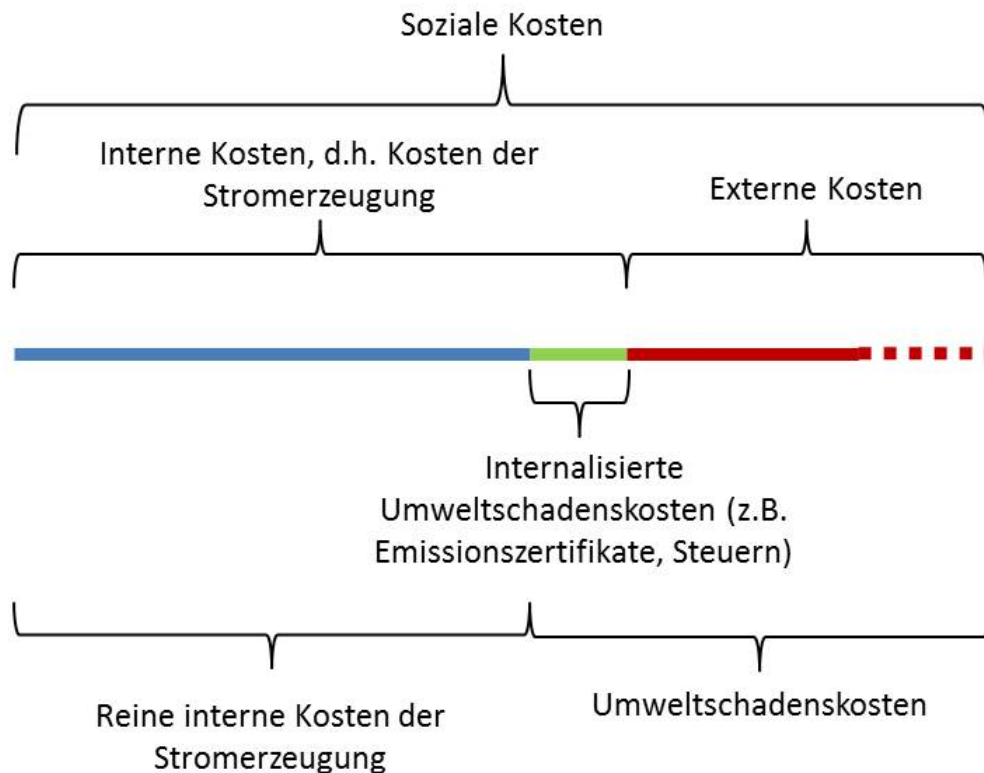 Soziale Kosten
Interne Kosten, d.h. Kosten der
Stromerzeugung
Externe Kosten
Internalisierte
Umweltschadenskosten (z.B.
Emissionszertifikate, Steuern)
Reine interne Kosten der
Stromerzeugung
Umweltschadenskosten